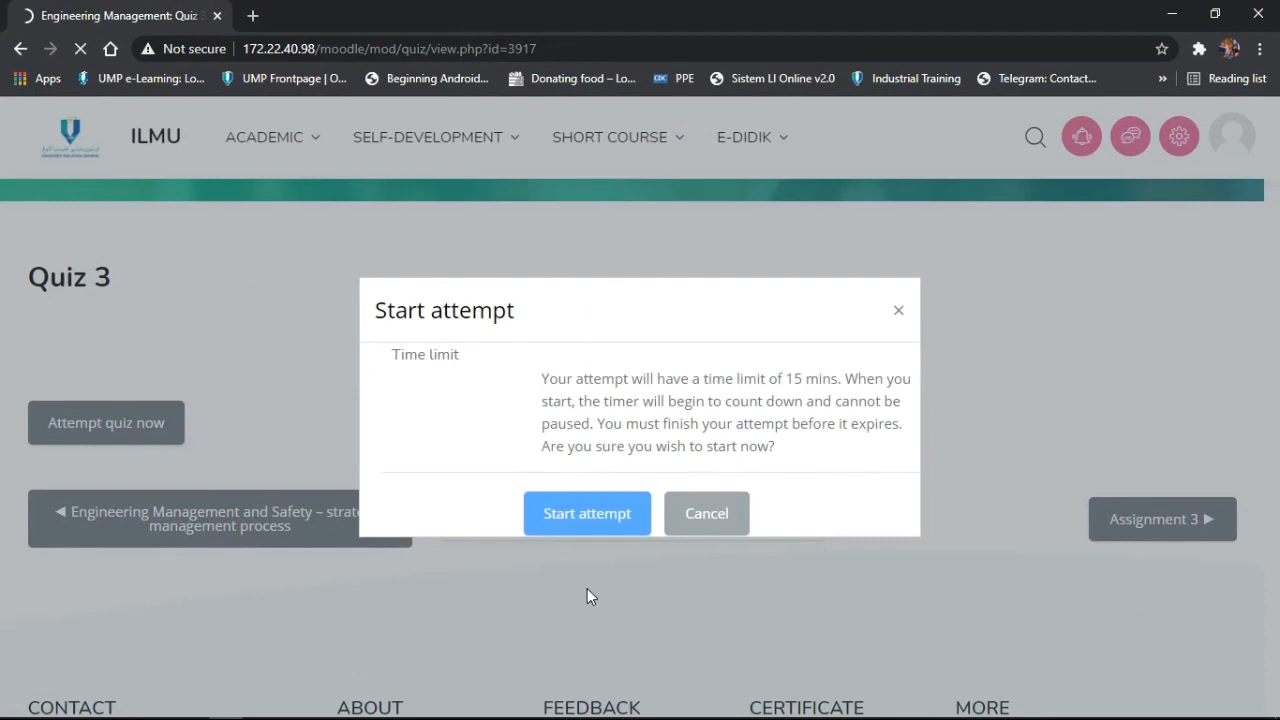 Engineering Management: Quiz 3
Not secure
172.22.40.98/moodle/mod/quiz/view.php?id=3917
Apps
UMP e-Learning: Lo...
UMP Frontpage | O...
Beginning Android...
Donating food – Lo...
PPE
Sistem LI Online v2.0
Industrial Training
Telegram: Contact...
»
Reading list
ILMU
ACADEMIC
SELF-DEVELOPMENT
SHORT COURSE
E-DIDIK
Quiz 3
Start attempt
×
Time limit
Your attempt will have a time limit of 15 mins. When you
start, the timer will begin to count down and cannot be
paused. You must finish your attempt before it expires.
Are you sure you wish to start now?
Start attempt
Cancel
Attempt quiz now
◀ Engineering Management and Safety – strate
management process
Assignment 3 ▶
CONTACT
ABOUT
FEEDBACK
CERTIFICATE
MORE